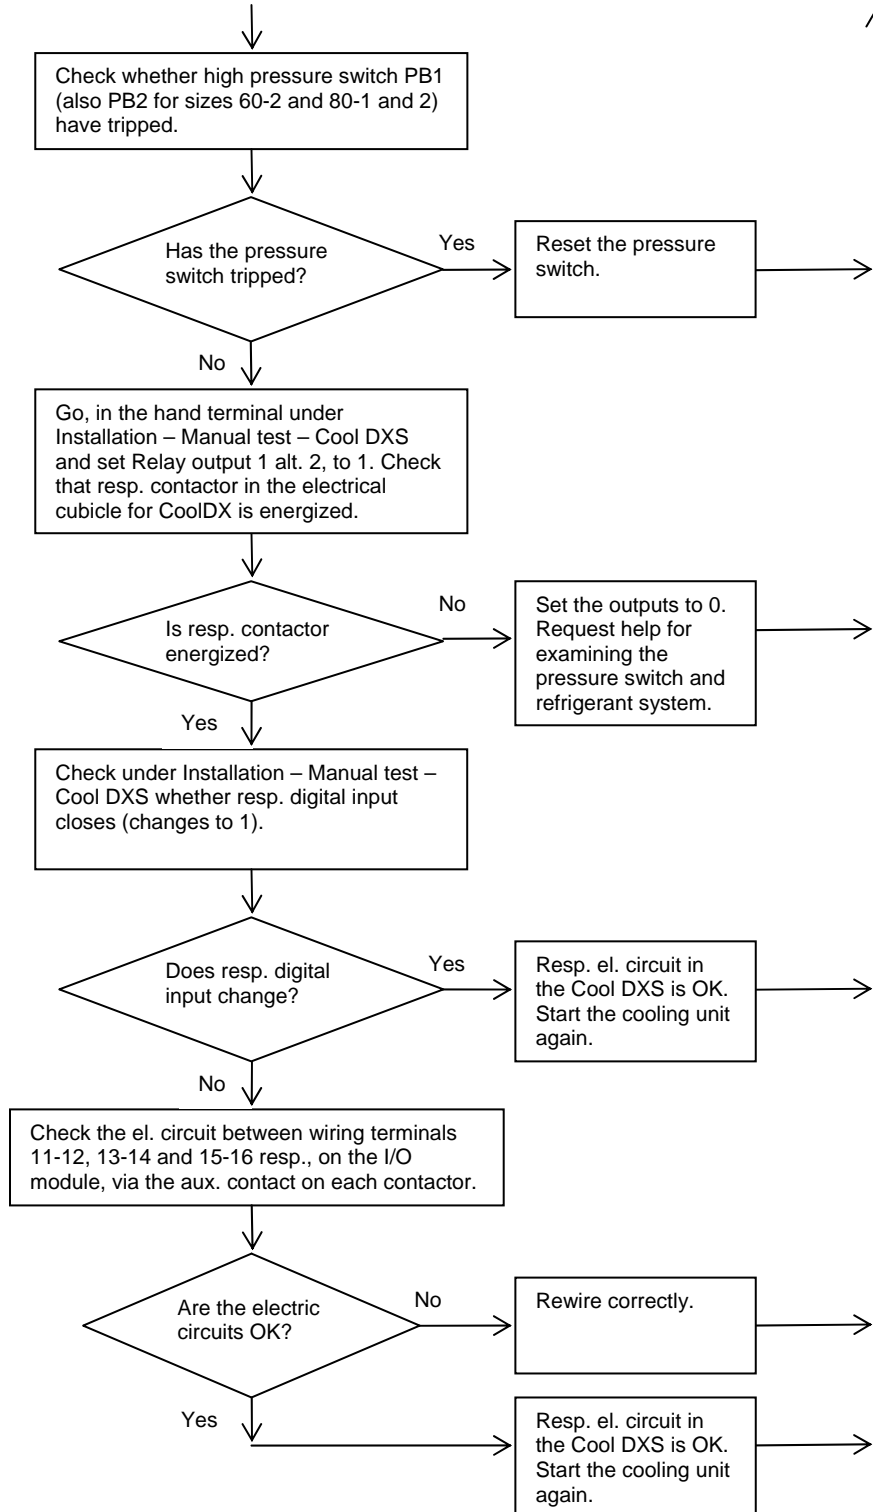 Check whether high pressure switch PB1
(also PB2 for sizes 60-2 and 80-1 and 2)
have tripped.
Has the pressure
switch tripped?
Yes
Reset the pressure
switch.
No
Go, in the hand terminal under
Installation – Manual test – Cool DXS
and set Relay output 1 alt. 2, to 1. Check
that resp. contactor in the electrical
cubicle for CoolDX is energized.
Is resp. contactor
energized?
No
Set the outputs to 0.
Request help for
examining the
pressure switch and
refrigerant system.
Yes
Check under Installation – Manual test –
Cool DXS whether resp. digital input
closes (changes to 1).
Does resp. digital
input change?
Yes
Resp. el. circuit in
the Cool DXS is OK.
Start the cooling unit
again.
No
Check the el. circuit between wiring terminals
11-12, 13-14 and 15-16 resp., on the I/O
module, via the aux. contact on each contactor.
Are the electric
circuits OK?
No
Rewire correctly.
Yes
Resp. el. circuit in
the Cool DXS is OK.
Start the cooling unit
again.